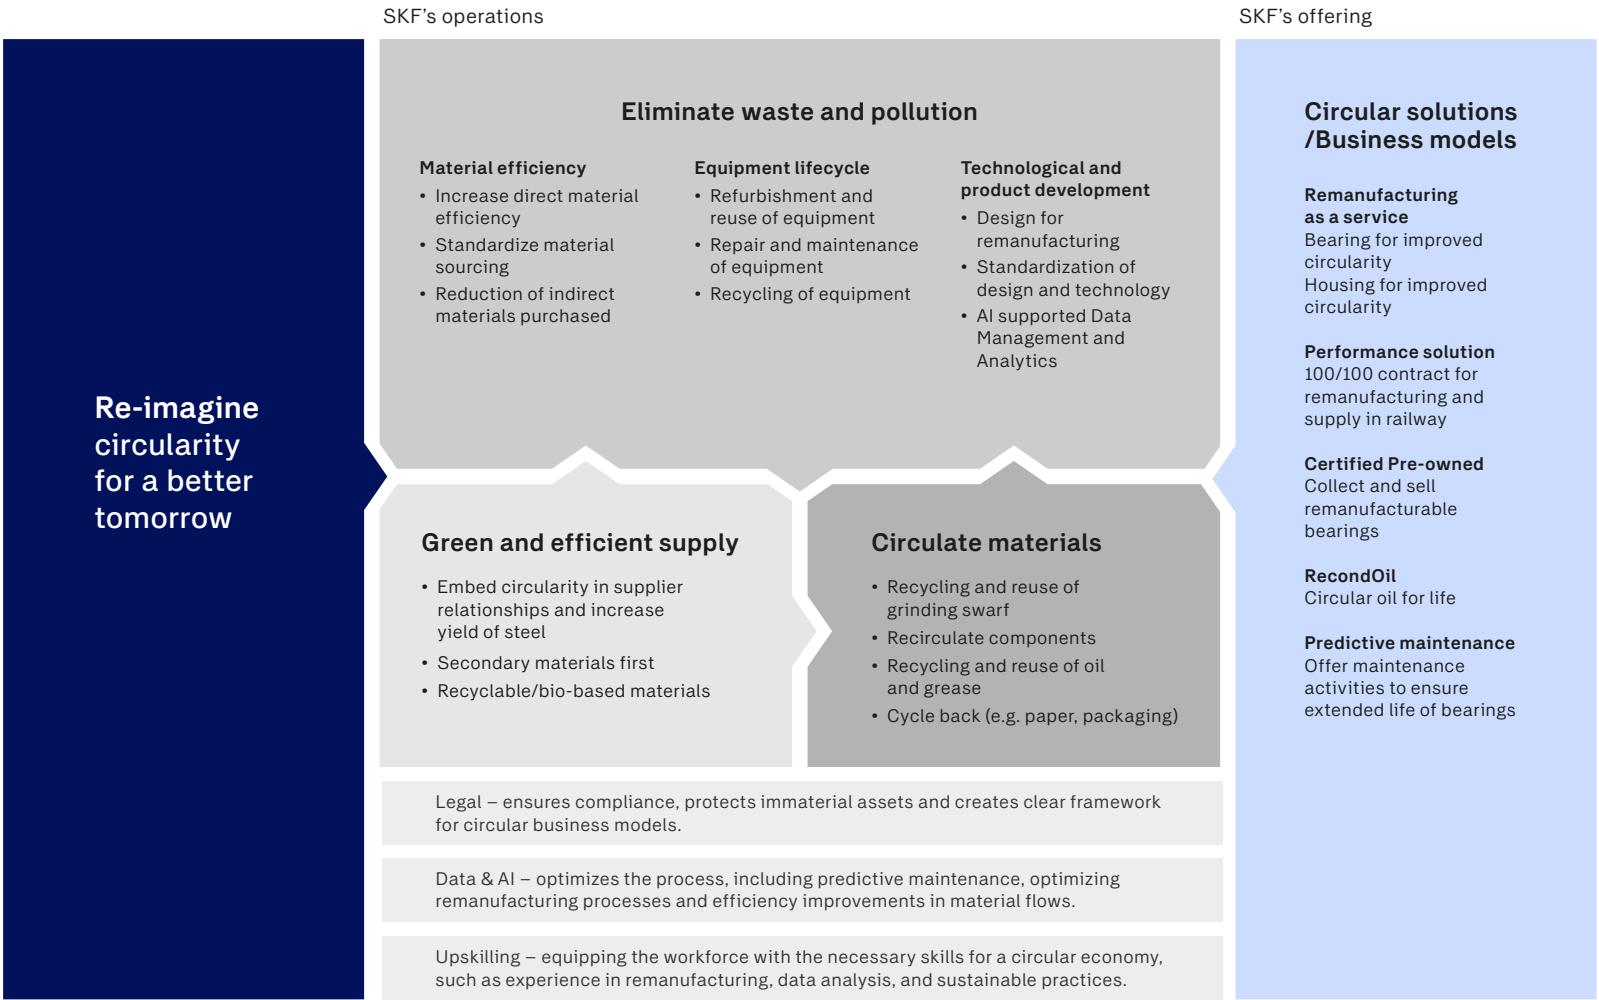 SKF’s operations
SKF’s offering
Re-imagine
circularity
for a better
tomorrow
Eliminate waste and pollution
Material efficiency
• Increase direct material
efficiency
• Standardize material
sourcing
• Reduction of indirect
materials purchased
Equipment lifecycle
• Refurbishment and
reuse of equipment
• Repair and maintenance
of equipment
• Recycling of equipment
Technological and
product development
• Design for
remanufacturing
• Standardization of
design and technology
• AI supported Data
Management and
Analytics
Green and efficient supply
• Embed circularity in supplier
relationships and increase
yield of steel
• Secondary materials first
• Recyclable/bio-based materials
Circulate materials
• Recycling and reuse of
grinding swarf
• Recirculate components
• Recycling and reuse of oil
and grease
• Cycle back (e.g. paper, packaging)
Legal – ensures compliance, protects immaterial assets and creates clear framework
for circular business models.
Data & AI – optimizes the process, including predictive maintenance, optimizing
remanufacturing processes and efficiency improvements in material flows.
Upskilling – equipping the workforce with the necessary skills for a circular economy,
such as experience in remanufacturing, data analysis, and sustainable practices.
Circular solutions
/Business models
Remanufacturing
as a service
Bearing for improved
circularity
Housing for improved
circularity
Performance solution
100/100 contract for
remanufacturing and
supply in railway
Certified Pre-owned
Collect and sell
remanufacturable
bearings
RecondOil
Circular oil for life
Predictive maintenance
Offer maintenance
activities to ensure
extended life of bearings